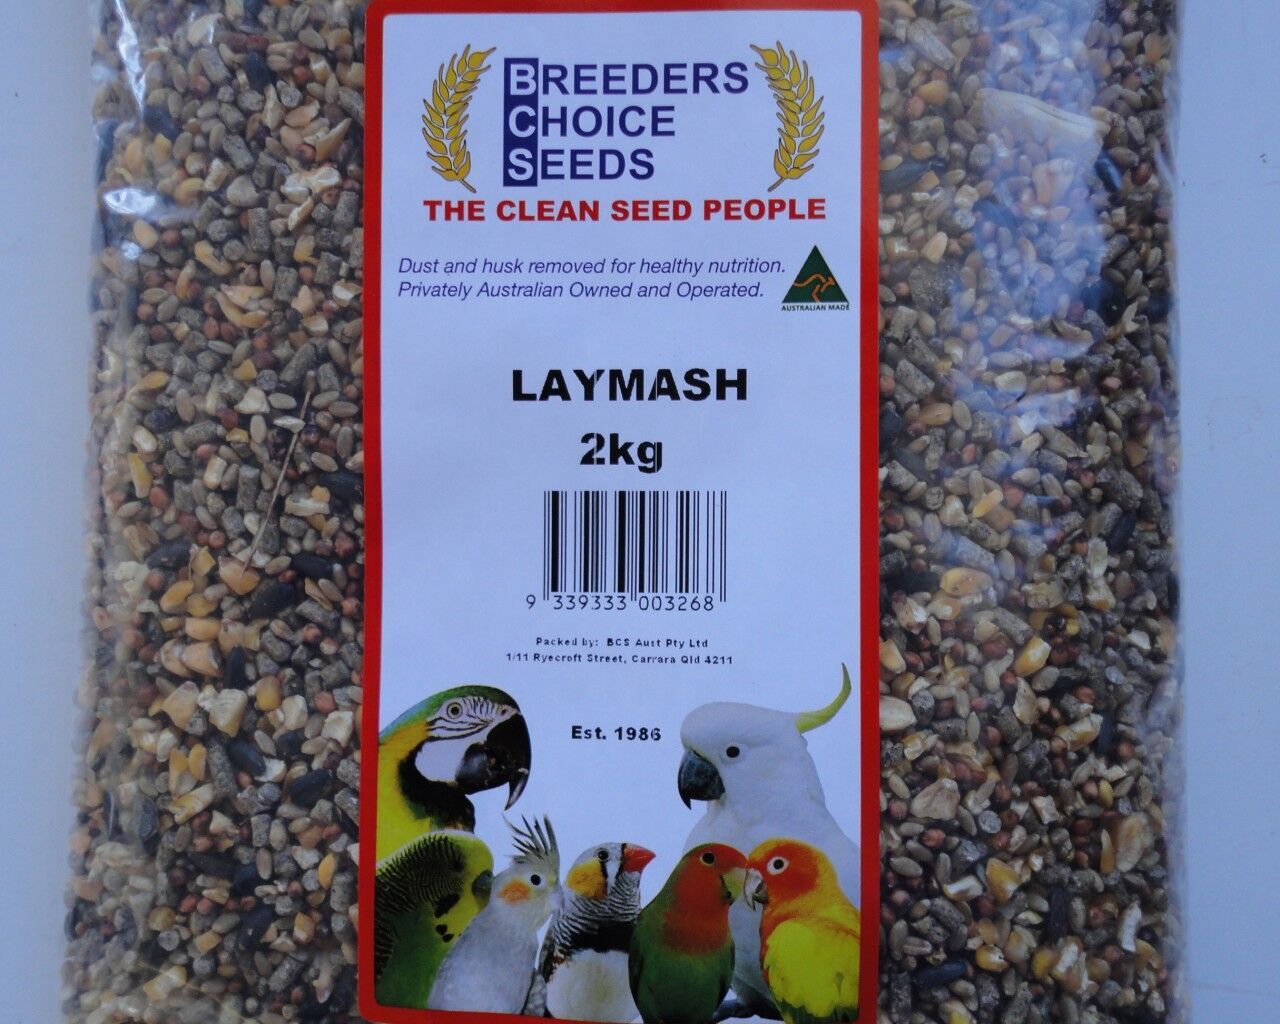 BREEDERS
CHOICE
SEEDS
THE CLEAN SEED PEOPLE
Dust and husk removed for healthy nutrition.
Privately Australian Owned and Operated.
AUSTRALIAN MADE
LAYMASH
2kg
9 339333 003268
Packed by: BCS Aust Pty Ltd
1/11 Ryecroft Street, Carrara Qld 4211
Est. 1986